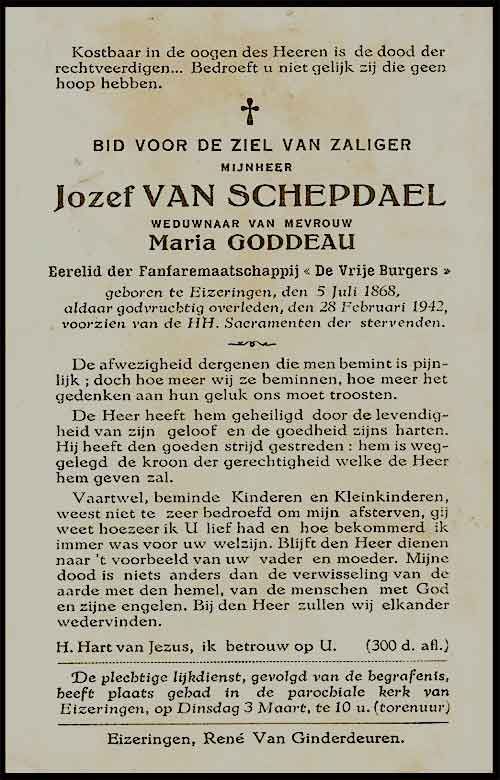 Kostbaar in de oogen des Heeren is de dood der
rechtveerdigen... Bedroeft u niet gelijk zij die geen
hoop hebben.
BID VOOR DE ZIEL VAN ZALIGER
MIJNHEER
Jozef VAN SCHEPDAEL
WEDUWNAAR VAN MEVROUW
Maria GODDEAU
Eerelid der Fanfaremaatschappij « De Vrije Burgers »
geboren te Eizeringen, den 5 Juli 1868,
aldaar godvruchtig overleden, den 28 Februari 1942,
voorzien van de HH. Sacramenten der stervenden.
De afwezigheid dergenen die men bemint is pijn-
lijk ; doch hoe meer wij ze beminnen, hoe meer het
gedenken aan hun geluk ons moet troosten.
De Heer heeft hem geheiligd door de levendig-
heid van zijn geloof en de goedheid zijns harten.
Hij heeft den goeden strijd gestreden : hem is weg-
gelegd de kroon der gerechtigheid welke de Heer
hem geven zal.
Vaartwel, beminde Kinderen en Kleinkinderen,
weest niet te zeer bedroefd om mijn afsterven, gij
weet hoezeer ik U lief had en hoe bekommerd ik
immer was voor uw welzijn. Blijft den Heer dienen
naar 't voorbeeld van uw vader en moeder. Mijne
dood is niets anders dan de verwisseling van de
aarde met den hemel, van de menschen met God
en zijne engelen. Bij den Heer zullen wij elkander
wedervinden.
H. Hart van Jezus, ik betrouw op U. (300 d. afl.)
De plechtige lijkdienst, gevolgd van de begrafenis,
heeft plaats gehad in de parochiale kerk van
Eizeringen, op Dinsdag 3 Maart, te 10 u. (torenuur)
Eizeringen, René Van Ginderdeuren.